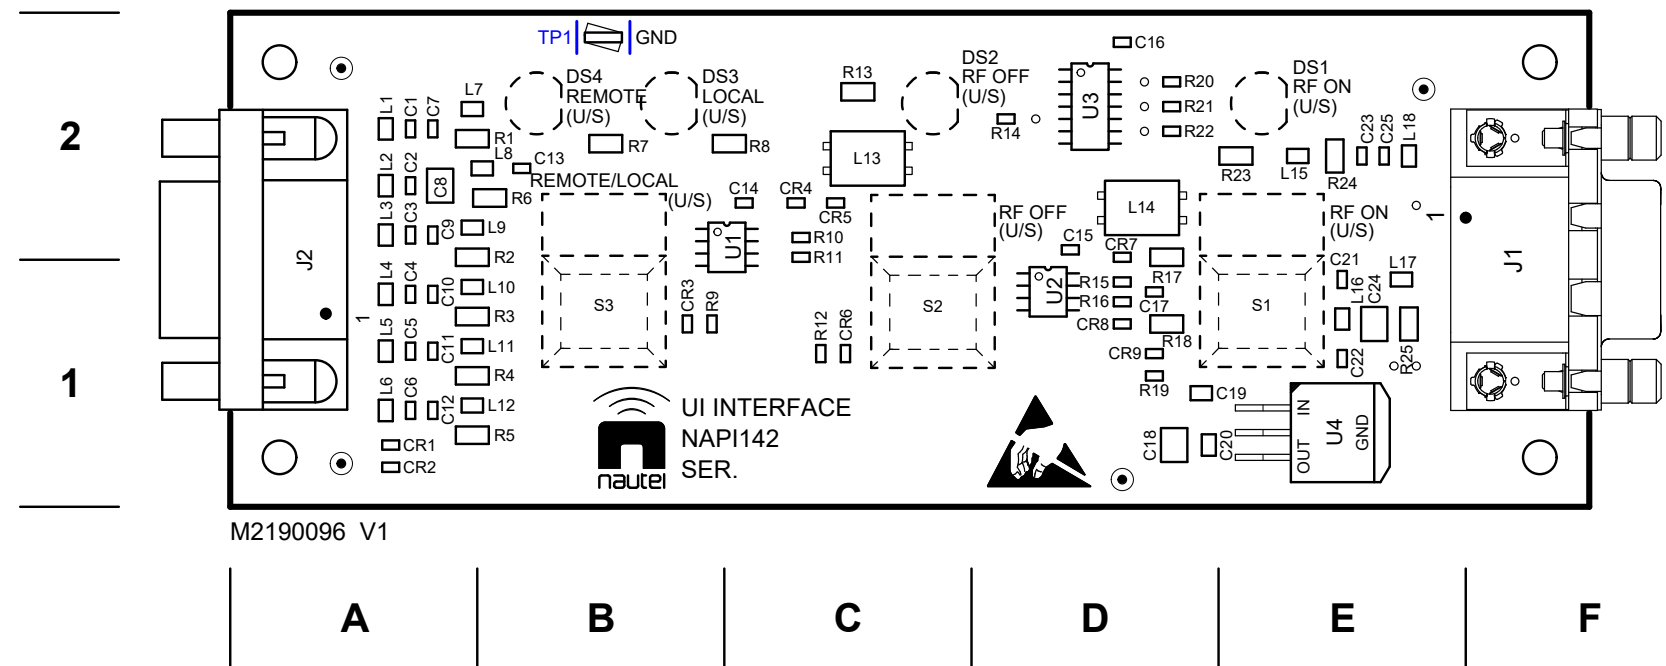 TP1 GND
C16
DS4
REMOTE
(U/S)
DS3
LOCAL
(U/S)
DS2
RF OFF
(U/S)
DS1
RF ON
(U/S)
R13
L7
L1
C1
C7
R1
U3
R20
R21
R22
R14
C23
C25
L18
2
R7
R8
L13
L8
C13
L2
C2
C8
R6
R23
L15
R24
REMOTE/LOCAL
(U/S)
C14
CR4
CR5
L14
RF OFF
(U/S)
RF ON
(U/S)
1
L3
C3
C9
L9
U1
R10
R11
C15
CR7
R2
J2
J1
L4
C4
C10
L10
R3
S3
CR3
R9
S2
U2
R15
R16
CR8
R17
C17
R18
S1
C21
L16
C24
L17
1
L5
C5
C11
L11
R4
R12
CR6
CR9
R19
C22
R25
1
L6
C6
C12
L12
R5
CR1
CR2
UI INTERFACE
NAPI142
SER.
nautel
C19
C18
C20
IN
OUT
GND
U4
M2190096 V1
A B C D E F